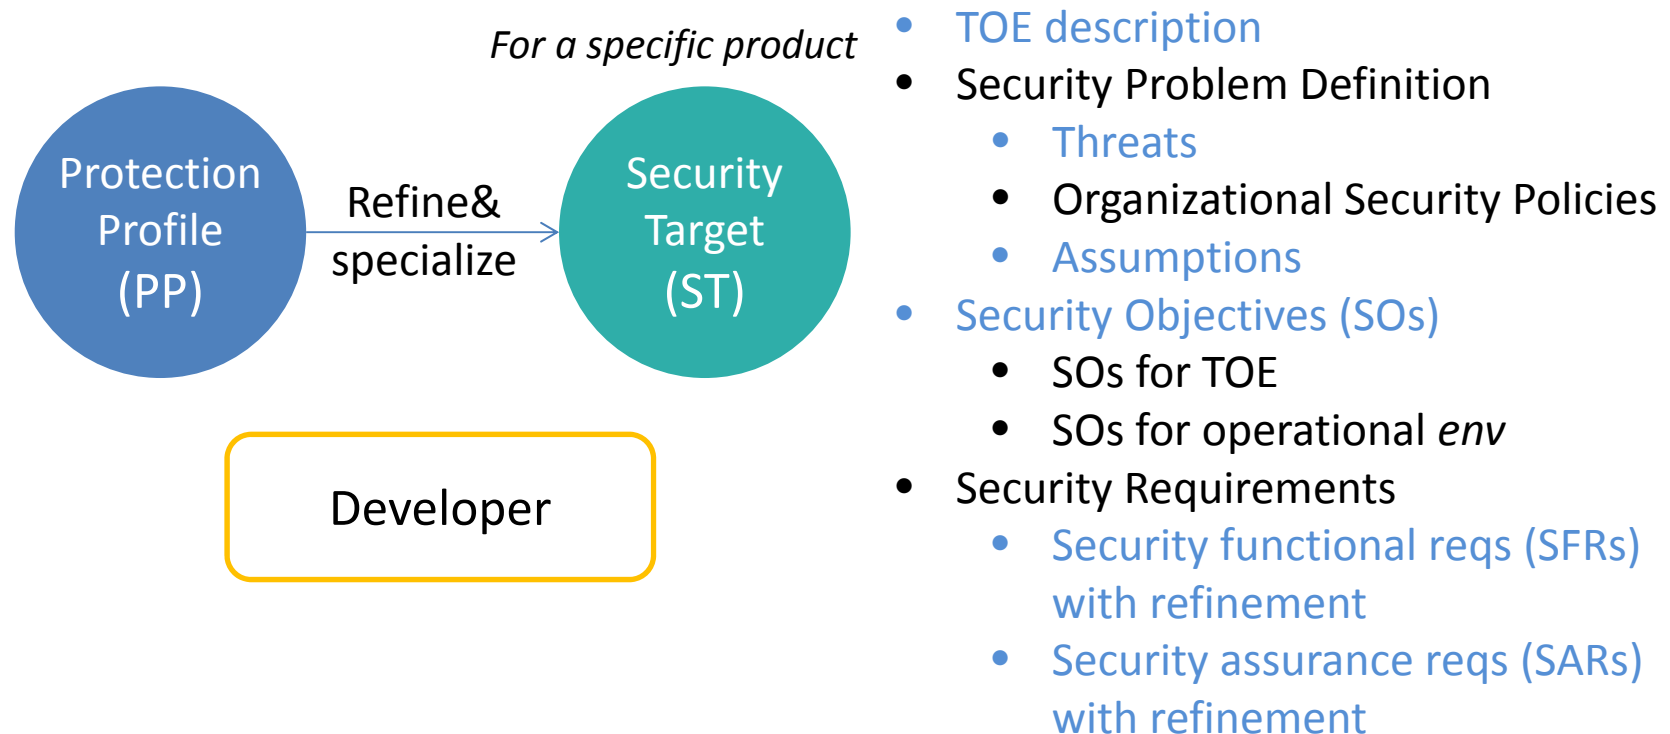 For a specific product
Protection
Profile
(PP)
Refine&
specialize
Security
Target
(ST)
Developer
• TOE description
• Security Problem Definition
• Threats
• Organizational Security Policies
• Assumptions
• Security Objectives (SOs)
• SOs for TOE
• SOs for operational env
• Security Requirements
• Security functional reqs (SFRs)
with refinement
• Security assurance reqs (SARs)
with refinement